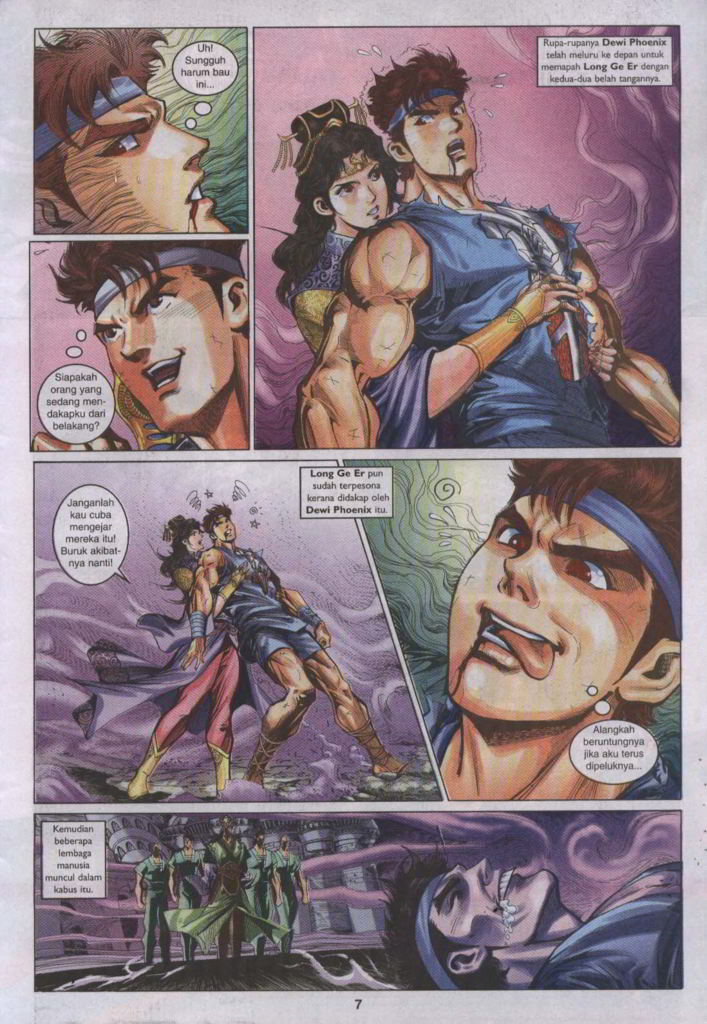 Uh!
Sungguh
harum bau
ini...
Rupa-rupanya Dewi Phoenix
telah meluru ke depan untuk
memapah Long Ge Er dengan
kedua-dua belah tangannya.
Siapakah
orang yang
sedang men-
dakapku dari
belakang?
Janganlah
kau cuba
mengejar
mereka itu!
Buruk akibat-
nya nanti!
Long Ge Er pun
sudah terpesona
kerana didakap oleh
Dewi Phoenix itu.
Alangkah
beruntungnya
jika aku terus
dipeluknya...
Kemudian
beberapa
lembaga
manusia
muncul dalam
kabus itu.
7